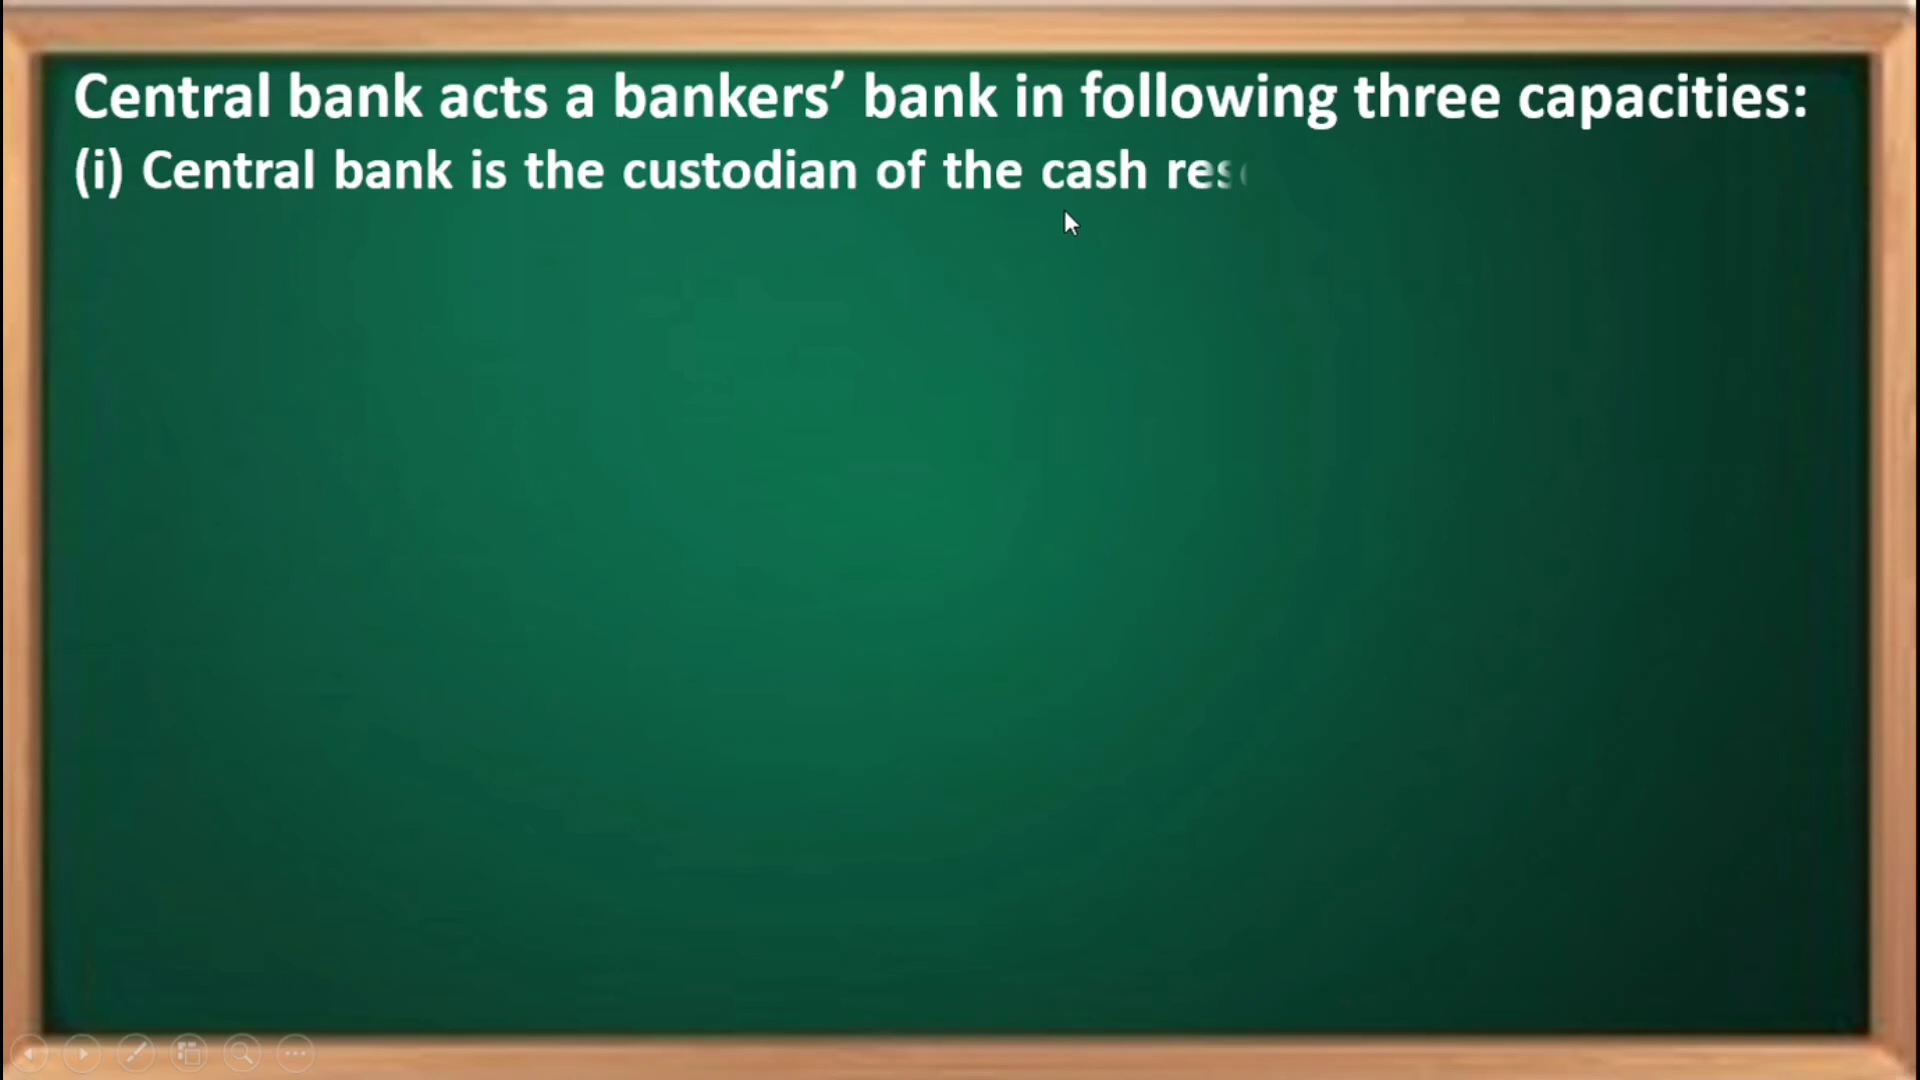 Central bank acts a bankers’ bank in following three capacities:
(i) Central bank is the custodian of the cash